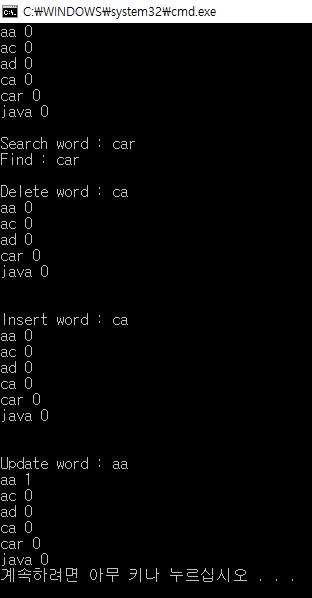 C:\WINDOWS\system32\cmd.exe
aa 0
ac 0
ad 0
ca 0
car 0
java 0
Search word : car
Find : car
Delete word : ca
aa 0
ac 0
ad 0
car 0
java 0
Insert word : ca
aa 0
ac 0
ad 0
ca 0
car 0
java 0
Update word : aa
aa 1
ac 0
ad 0
ca 0
car 0
java 0
계속하려면 아무 키나 누르십시오 . . .